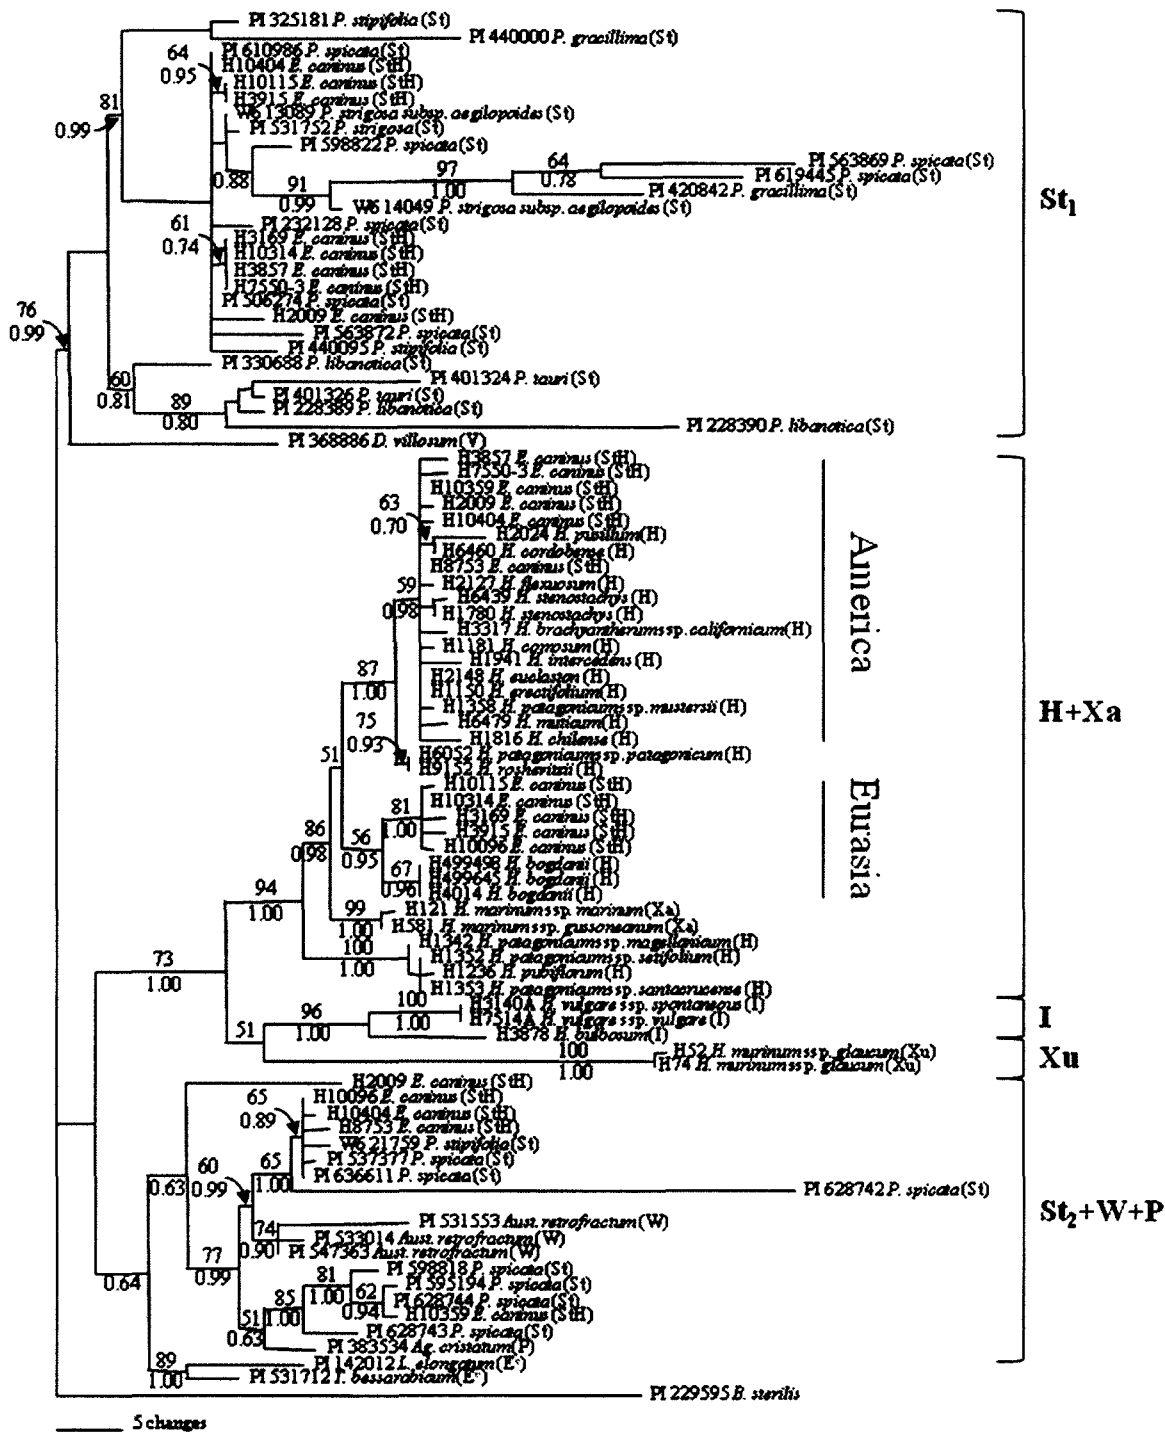 PI 325181 P. stipifolia (St)
PI 440000 P. gracillima (St)
64
PI 610986 P. spicata (St)
H10404 E. caninus (StH)
0.95
H10115 E. caninus (StH)
H3915 E. caninus (StH)
81
W6 13089 P. strigosa subsp. aegilopoides (St)
0.99
PI 531752 P. strigosa (St)
PI 598822 P. spicata (St)
97
64
PI 563869 P. spicata (St)
0.88
91
1.00
0.78
PI 619445 P. spicata (St)
PI 420842 P. gracillima (St)
St1
0.99
W6 14049 P. strigosa subsp. aegilopoides (St)
61
PI 232128 P. spicata (St)
0.74
H3169 E. caninus (StH)
H10314 E. caninus (StH)
H3857 E. caninus (StH)
H7550-3 E. caninus (StH)
PI 506274 P. spicata (St)
76
H2009 E. caninus (StH)
0.99
PI 563872 P. spicata (St)
PI 440095 P. stipifolia (St)
PI 330688 P. libanotica (St)
60
PI 401324 P. tauri (St)
0.81
89
PI 401326 P. tauri (St)
0.80
PI 228389 P. libanotica (St)
PI 228390 P. libanotica (St)
PI 368886 D. villosum (V)
H3857 E. caninus (StH)
H7550-3 E. caninus (StH)
H10359 E. caninus (StH)
63
H2009 E. caninus (StH)
0.70
H10404 E. caninus (StH)
H2024 H. pusillum (H)
H6460 H. cordobense (H)
H8753 E. caninus (StH)
59
H2127 H. flexuosum (H)
0.98
H6439 H. stenostachys (H)
H1780 H. stenostachys (H)
H3317 H. brachyantherum ssp. californicum (H)
H1181 H. comosum (H)
H1941 H. intercedens (H)
87
H2148 H. euclaston (H)
1.00
H1150 H. erectifolium (H)
H1358 H. patagonicum ssp. mustersii (H)
75
H6479 H. muticum (H)
0.93
H1816 H. chilense (H)
America
H+Xa
51
H6052 H. patagonicum ssp. patagonicum (H)
H9152 H. roshevitzii (H)
H10115 E. caninus (StH)
81
H10314 E. caninus (StH)
1.00
H3169 E. caninus (StH)
86
56
H3915 E. caninus (StH)
0.98
0.95
H10096 E. caninus (StH)
67
H499498 H. bogdanii (H)
0.96
H499645 H. bogdanii (H)
H4014 H. bogdanii (H)
Eurasia
94
99
H121 H. marinum ssp. marinum (Xa)
1.00
1.00
H581 H. marinum ssp. gussoneanum (Xa)
100
H1342 H. patagonicum ssp. magellanicum (H)
1.00
H1352 H. patagonicum ssp. setifolium (H)
73
H1236 H. pubiflorum (H)
1.00
H1353 H. patagonicum ssp. santacrucense (H)
96
100
H3140A H. vulgare ssp. spontaneous (I)
1.00
1.00
H7514A H. vulgare ssp. vulgare (I)
I
51
H3878 H. bulbosum (I)
100
H52 H. murinum ssp. glaucum (Xu)
1.00
H74 H. murinum ssp. glaucum (Xu)
Xu
H2009 E. caninus (StH)
65
H10096 E. caninus (StH)
0.89
H10404 E. caninus (StH)
H8753 E. caninus (StH)
W6 21759 P. stipifolia (St)
60
65
PI 537377 P. spicata (St)
0.63
0.99
1.00
PI 636611 P. spicata (St)
PI 628742 P. spicata (St)
St2+W+P
74
PI 531553 Aust. retrofractum (W)
0.90
PI 533014 Aust. retrofractum (W)
PI 547363 Aust. retrofractum (W)
77
81
PI 598818 P. spicata (St)
0.99
1.00
PI 595194 P. spicata (St)
0.64
85
62
PI 628744 P. spicata (St)
51
1.00
0.94
H10359 E. caninus (StH)
0.63
PI 628743 P. spicata (St)
PI 383534 Ag. cristatum (P)
89
PI 142012 L. elongatum (E
1.00
PI 531712 T. bessarabicum (E
PI 229595 B. sterilis
5 changes